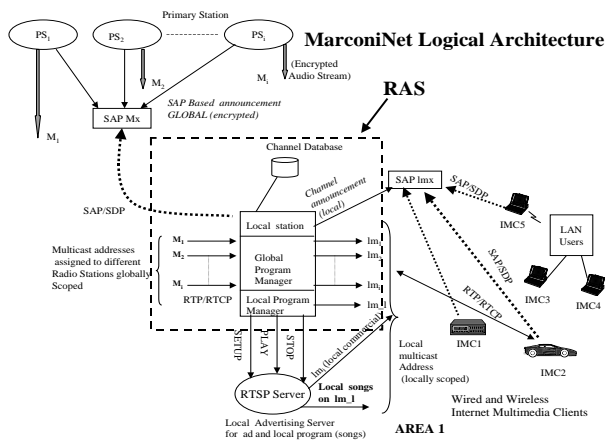 Primary Station
PS1
PS2
PSi
MarconiNet Logical Architecture
M1
M2
Mi
(Encrypted
Audio Stream)
SAP Based announcement
GLOBAL (encrypted)
SAP Mx
RAS
Channel Database
SAP lmx
SAP/SDP
Channel
announcement
(local)
SAP/SDP
IMC5
LAN
Users
IMC3
IMC4
Local station
Multicast addresses
assigned to different
Radio Stations globally
Scoped
M1
M2
Mi
RTP/RTCP
Global
Program
Manager
Local Program
Manager
lm1
lm2
lmi
lm_l
SAP/SDP
RTP/RTCP
IMC1
IMC2
SETUP
PLAY
STOP
lmi (local commercial)
Local
multicast
Address
(locally scoped)
RTSP Server
Local songs
on lm_l
Wired and Wireless
Internet Multimedia Clients
Local Advertising Server
for ad and local program (songs)
AREA 1